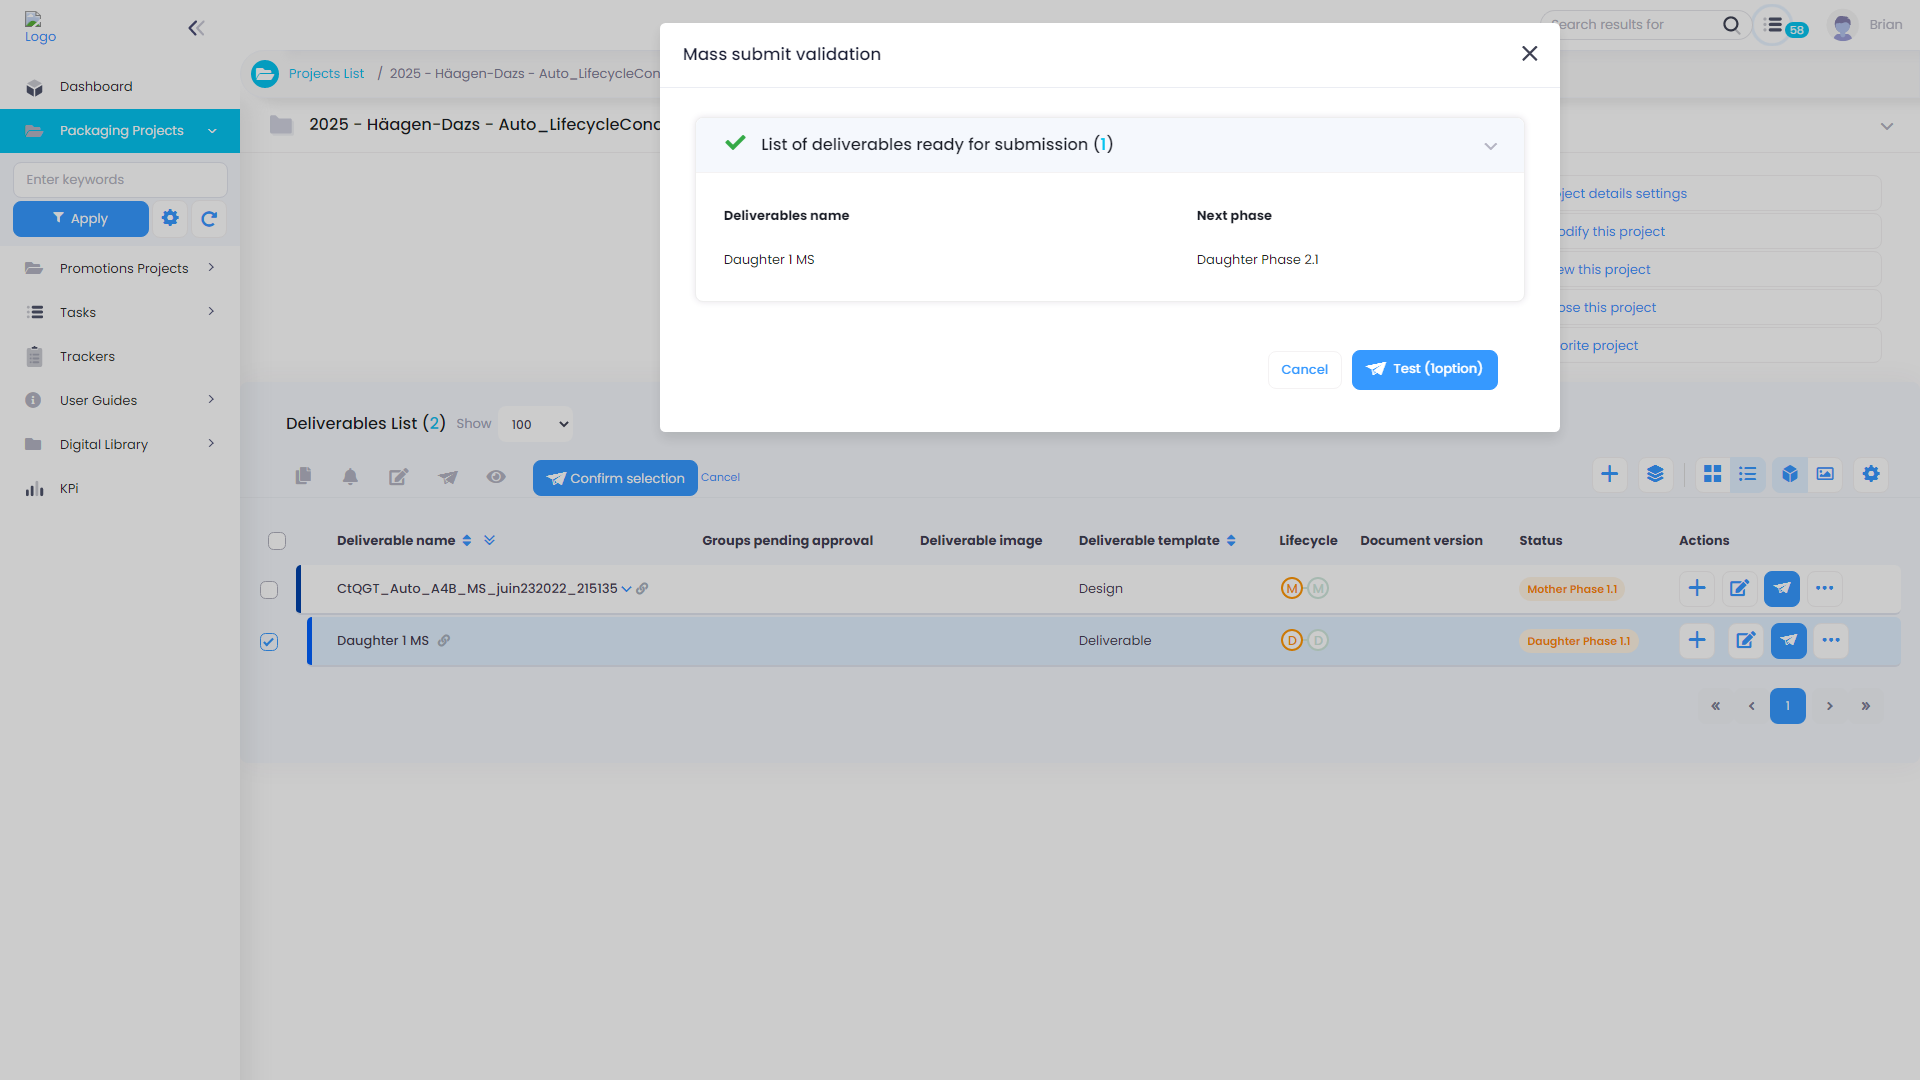 Logo
Dashboard
Packaging Projects
Enter keywords
Apply
Promotions Projects
Tasks
Trackers
User Guides
Digital Library
KPi
Search results for
58
Brian
Projects List / 2025 - Häagen-Dazs - Auto_LifecycleCon
2025 - Häagen-Dazs - Auto_LifecycleCond
Mass submit validation
List of deliverables ready for submission (1)
Deliverables name Next phase
Daughter 1 MS Daughter Phase 2.1
Cancel Test (1option)
ject details settings
odify this project
ew this project
ose this project
orite project
Deliverables List (2) Show 100
Confirm selection Cancel
Deliverable name Groups pending approval Deliverable image Deliverable template Lifecycle Document version Status Actions
CtQGT_Auto_A4B_MS_juin232022_215135 Design M M Mother Phase 1.1
Daughter 1 MS Deliverable D D Daughter Phase 1.1
« ‹ 1 › »